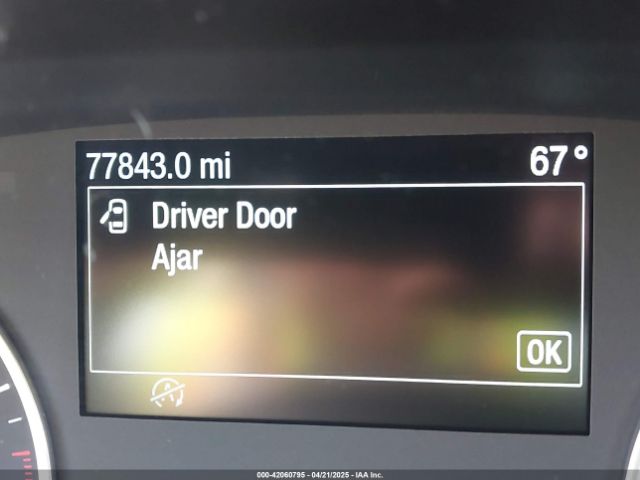 77843.0 mi 67°
Driver Door
Ajar
OK
000-42060795 - 04/21/2025 - IAA Inc.